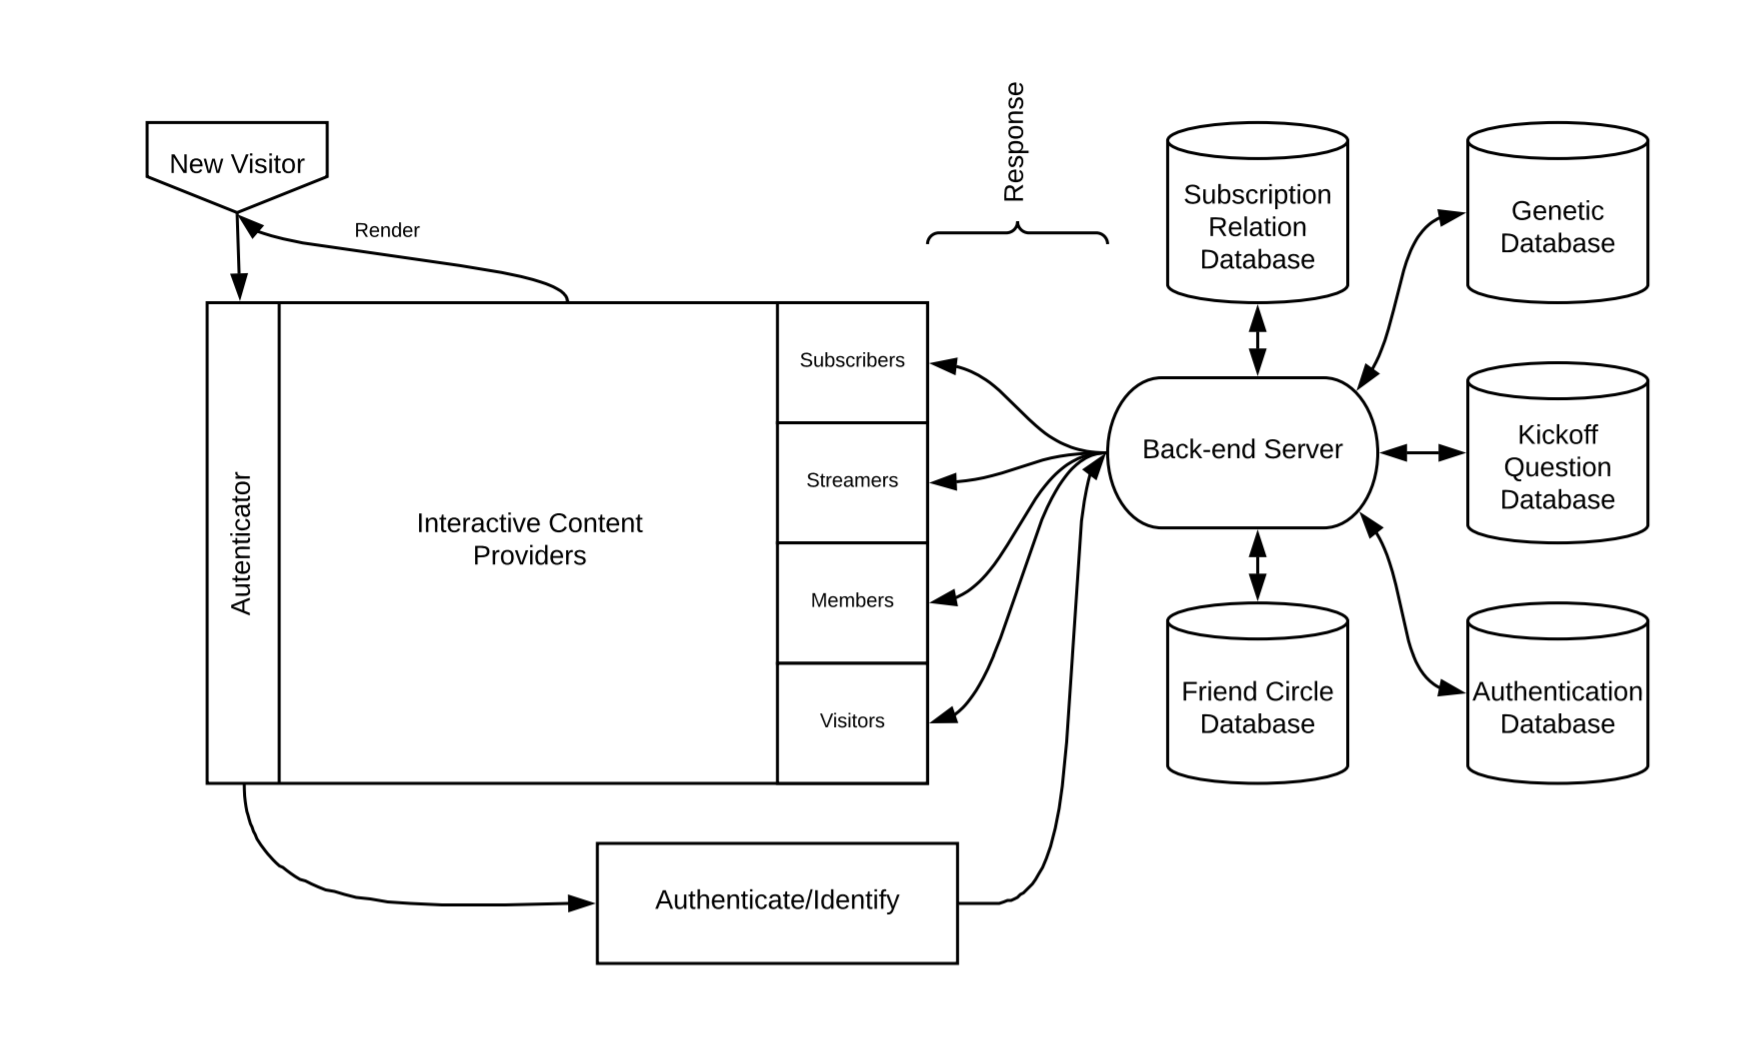 New Visitor
Render
Response
Autenticator
Interactive Content
Providers
Subscribers
Streamers
Members
Visitors
Back-end Server
Subscription
Relation
Database
Genetic
Database
Kickoff
Question
Database
Friend Circle
Database
Authentication
Database
Authenticate/Identify